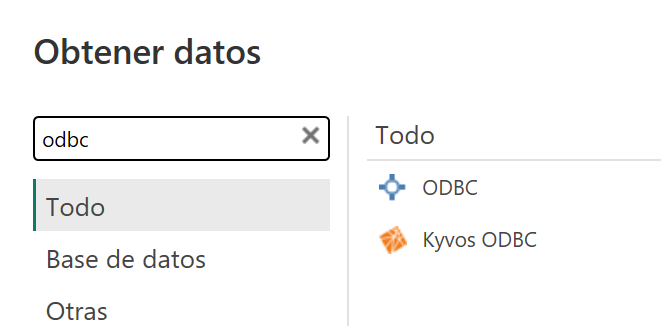 Obtener datos
odbc
Todo
Base de datos
Otras
Todo
ODBC
Kyvos ODBC